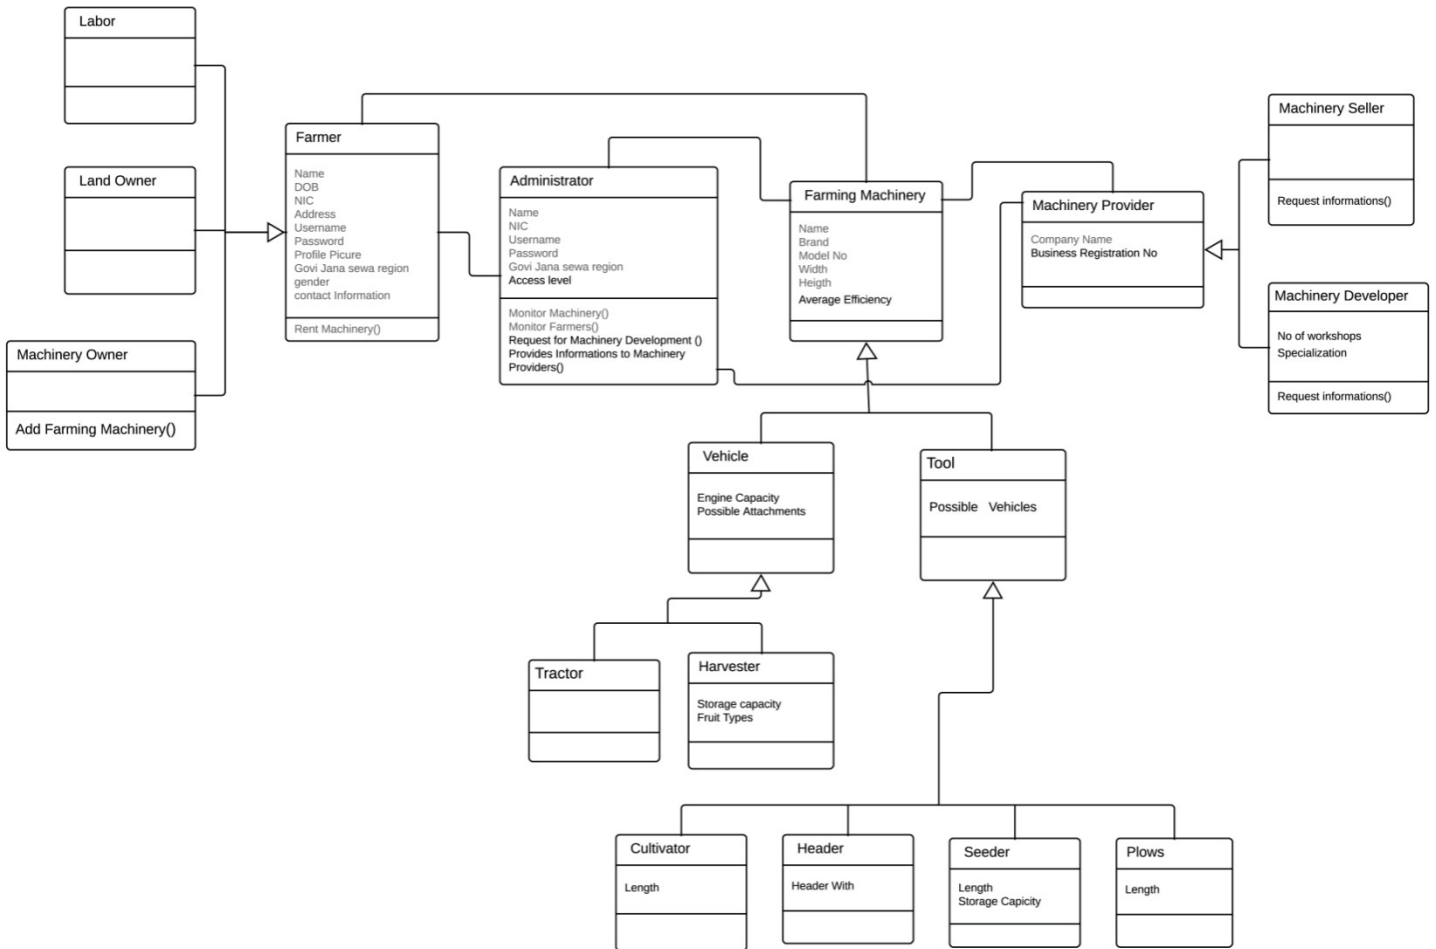 Labor
Land Owner
Machinery Owner
Add Farming Machinery()
Farmer
Name
DOB
NIC
Address
Username
Password
Profile Picure
Govi Jana sewa region
gender
contact Information
Rent Machinery()
Administrator
Name
NIC
Username
Password
Govi Jana sewa region
Access level
Monitor Machinery()
Monitor Farmers()
Request for Machinery Development ()
Provides Informations to Machinery
Providers()
Farming Machinery
Name
Brand
Model No
Width
Heigth
Average Efficiency
Machinery Provider
Company Name
Business Registration No
Machinery Seller
Request informations()
Machinery Developer
No of workshops
Specialization
Request informations()
Vehicle
Engine Capacity
Possible Attachments
Tool
Possible Vehicles
Tractor
Harvester
Storage capacity
Fruit Types
Cultivator
Length
Header
Header With
Seeder
Length
Storage Capicity
Plows
Length